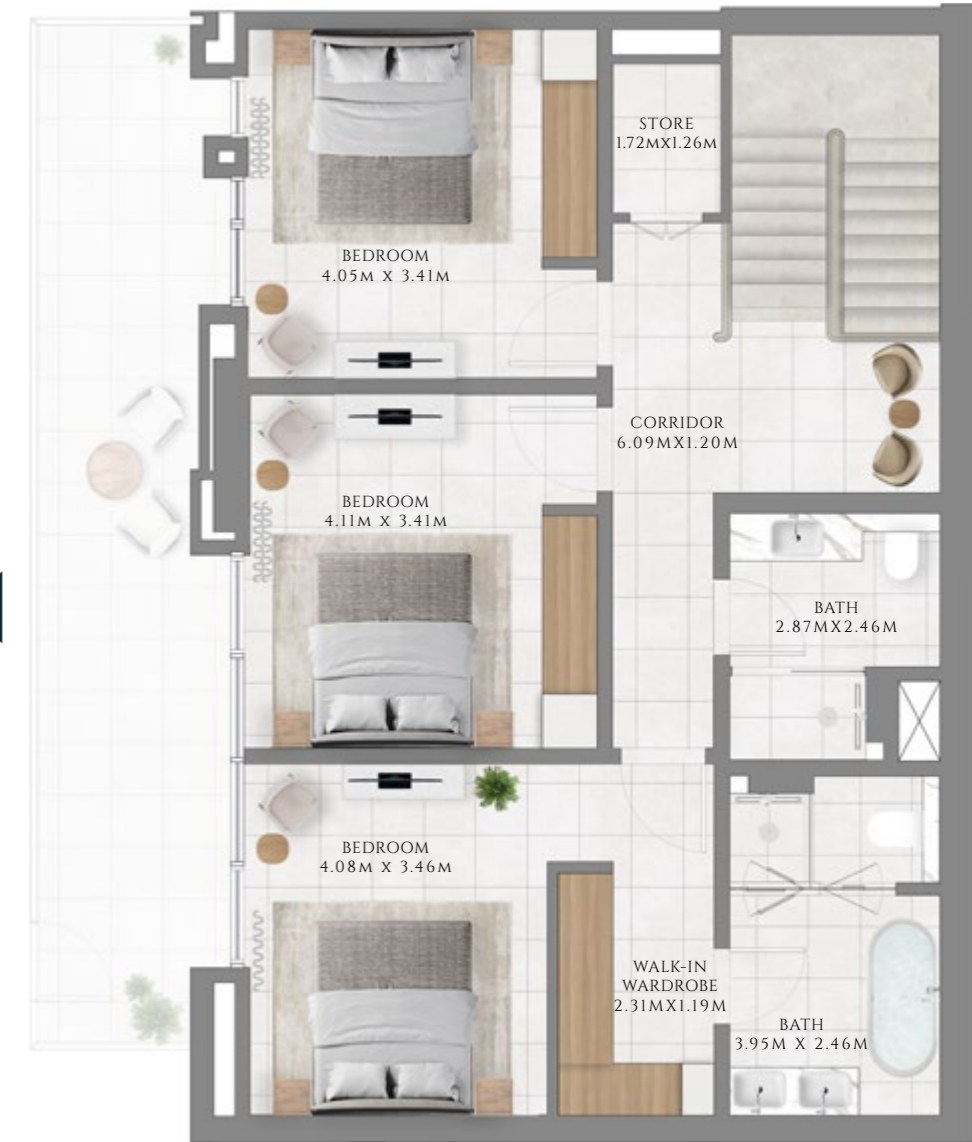 STORE
1.72MX1.26M
BEDROOM
4.05M X 3.41M
CORRIDOR
6.09MX1.20M
BEDROOM
4.11M X 3.41M
BATH
2.87MX2.46M
BEDROOM
4.08M X 3.46M
WALK-IN
WARDROBE
2.31MX1.19M
BATH
3.95M X 2.46M